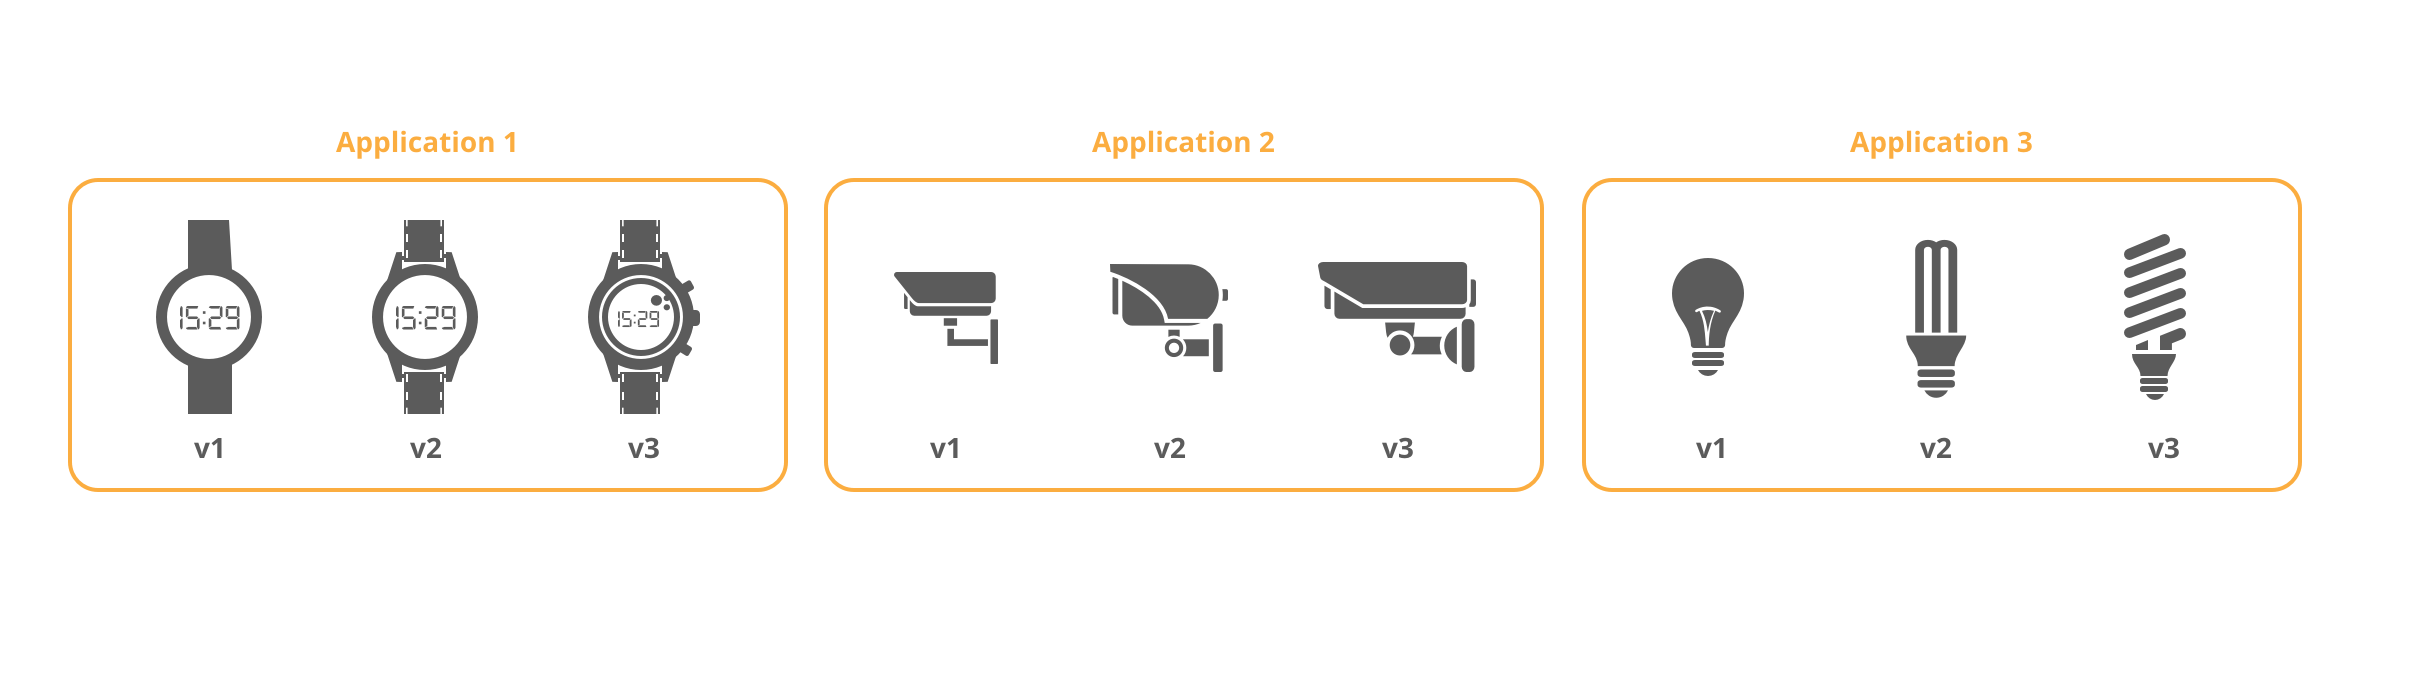 Application 1
Application 2
Application 3
15:29
15:29
15:29
v1
v2
v3
v1
v2
v3
v1
v2
v3